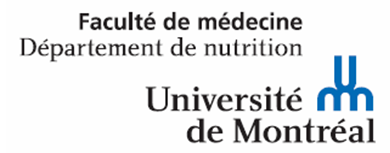 Faculté de médecine
Département de nutrition
Université
de Montréal